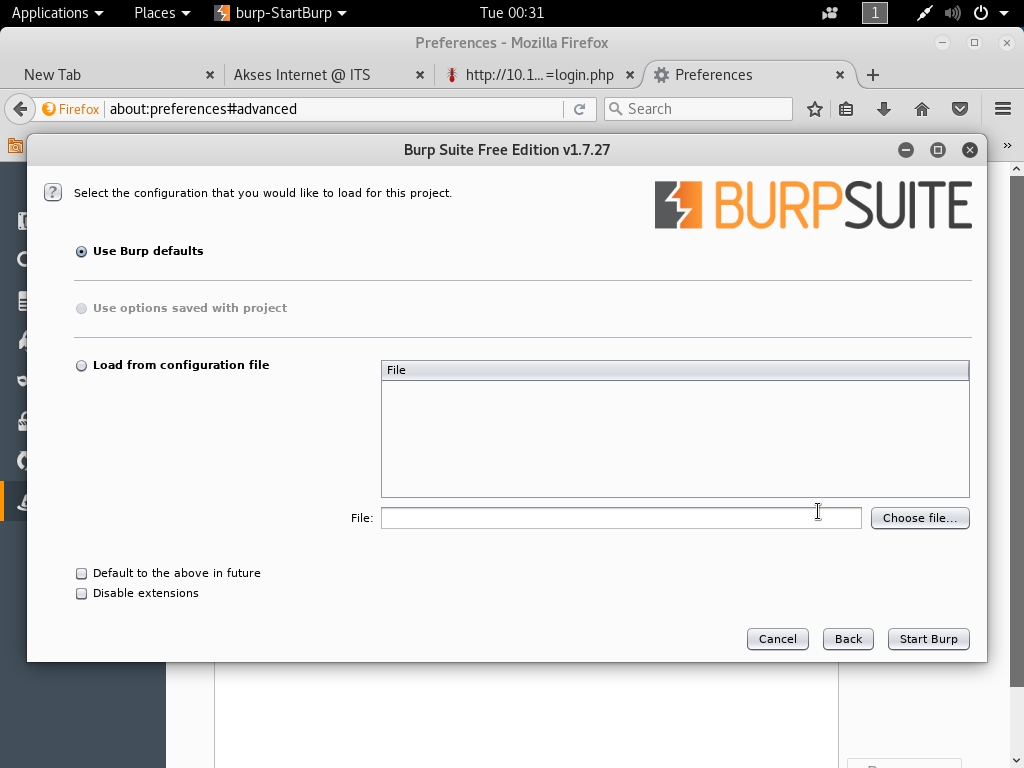 Applications Places burp-StartBurp Tue 00:31 1
Preferences - Mozilla Firefox
New Tab Akses Internet @ ITS http://10.1...=login.php Preferences
Firefox about:preferences#advanced Search
Burp Suite Free Edition v1.7.27
? Select the configuration that you would like to load for this project.
BURPSUITE
Use Burp defaults
Use options saved with project
Load from configuration file
File
File:
Choose file...
Default to the above in future
Disable extensions
Cancel Back Start Burp